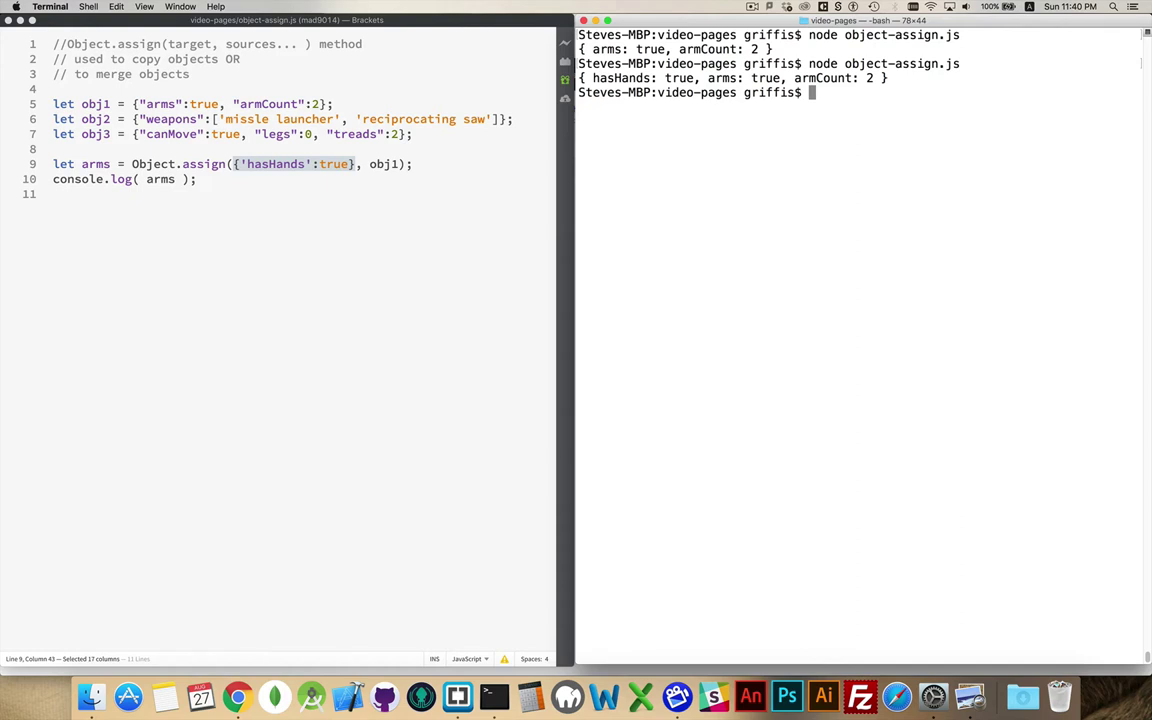 Terminal Shell Edit View Window Help
100% Sun 11:40 PM
video-pages/object-assign.js (mad9014) — Brackets
1 //Object.assign(target, sources... ) method
2 // used to copy objects OR
3 // to merge objects
4
5 let obj1 = {"arms":true, "armCount":2};
6 let obj2 = {"weapons":['missle launcher', 'reciprocating saw']};
7 let obj3 = {"canMove":true, "legs":0, "treads":2};
8
9 let arms = Object.assign({'hasHands':true}, obj1);
10 console.log( arms );
11
Line 9, Column 43 — Selected 17 columns — 11 Lines
INS JavaScript Spaces: 4
video-pages — -bash — 78×44
Steves-MBP:video-pages griffis$ node object-assign.js
{ arms: true, armCount: 2 }
Steves-MBP:video-pages griffis$ node object-assign.js
{ hasHands: true, arms: true, armCount: 2 }
Steves-MBP:video-pages griffis$
AUG
27
>_
W
X
S
An
Ps
Ai
Fz